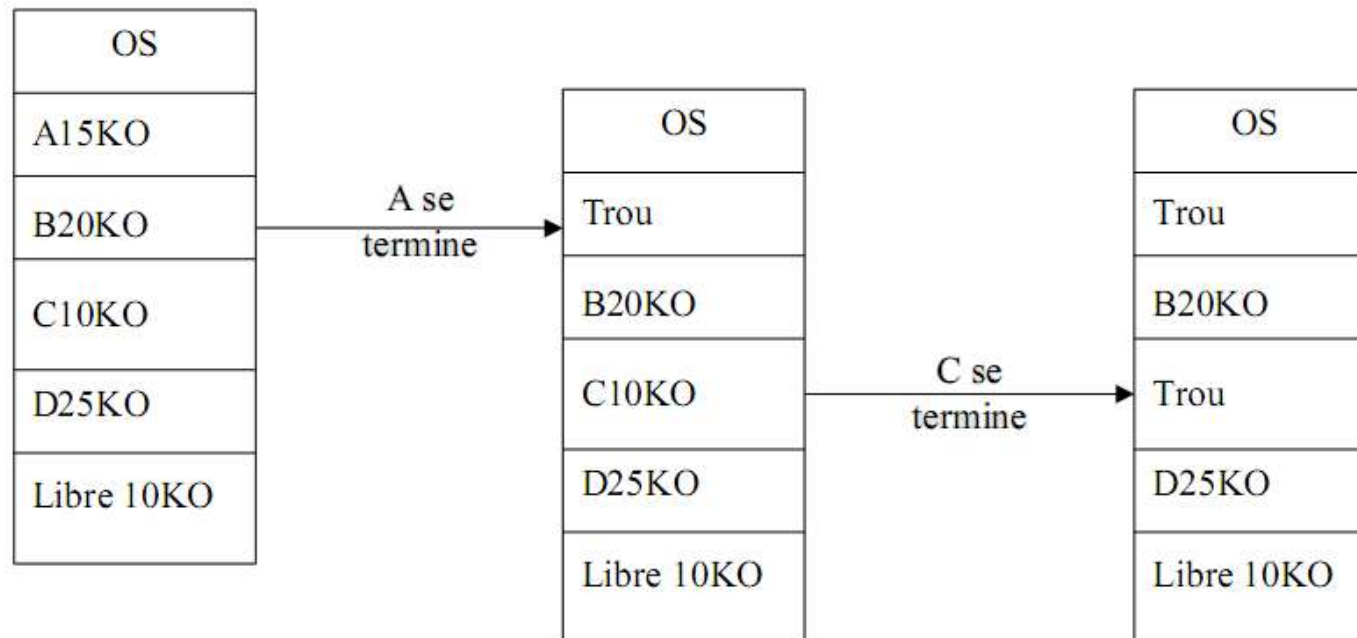 OS
A15KO
B20KO
C10KO
D25KO
Libre 10KO
A se
termine
OS
Trou
B20KO
C10KO
D25KO
Libre 10KO
C se
termine
OS
Trou
B20KO
Trou
D25KO
Libre 10KO